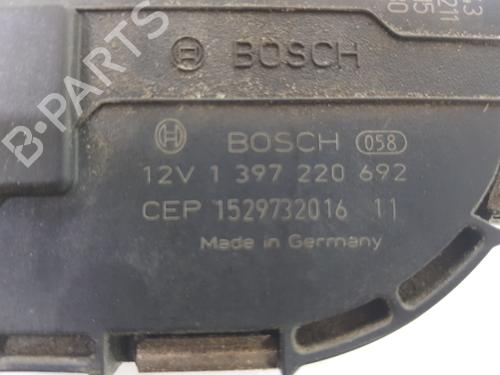 BOSCH
BOSCH 058
12V 1 397 220 692
CEP 1529732016 11
Made in Germany
B-PARTS